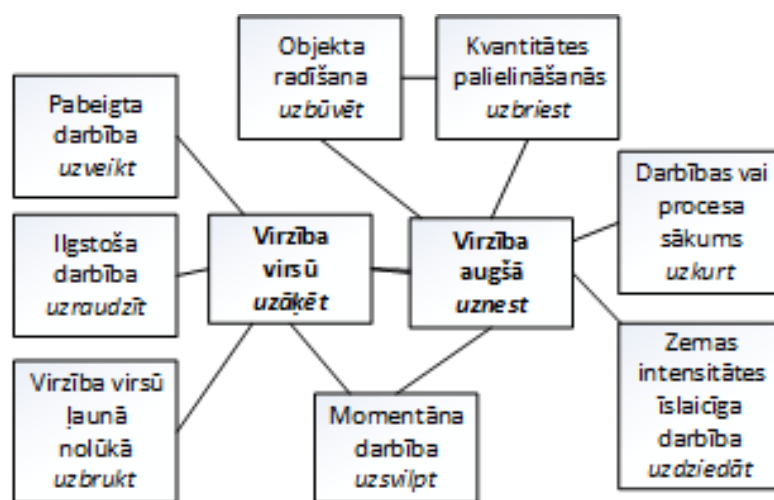 Objekta
radīšana
uzbūvēt
Kvantitātes
palielināšanās
uzbriest
Pabeigta
darbība
uzveikt
Darbības vai
procesa
sākums
uzkurt
Ilgstoša
darbība
uzraudzīt
Virzība
virsū
uzāķēt
Virzība
augšā
uznest
Zemas
intensitātes
īslaicīga
darbība
uzdziedāt
Virzība virsū
ļaunā
nolūkā
uzbrukt
Momentāna
darbība
uzsvilpt